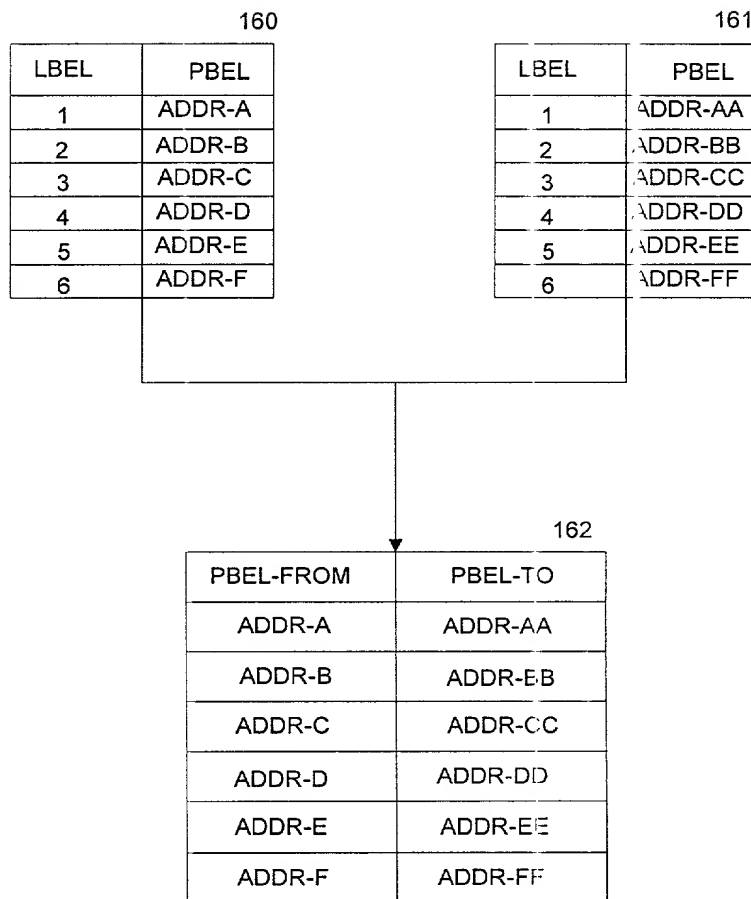 160
LBEL PBEL
1 ADDR-A
2 ADDR-B
3 ADDR-C
4 ADDR-D
5 ADDR-E
6 ADDR-F
161
LBEL PBEL
1 ADDR-AA
2 ADDR-BB
3 ADDR-CC
4 ADDR-DD
5 ADDR-EE
6 ADDR-FF
162
PBEL-FROM PBEL-TO
ADDR-A ADDR-AA
ADDR-B ADDR-BB
ADDR-C ADDR-CC
ADDR-D ADDR-DD
ADDR-E ADDR-EE
ADDR-F ADDR-FF